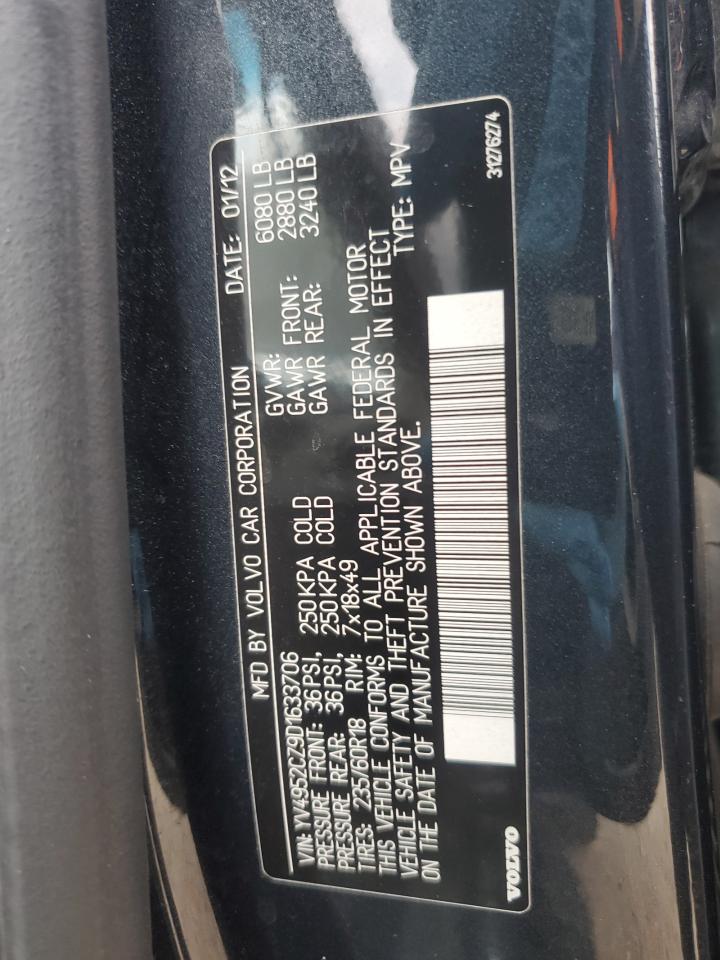 MFD BY VOLVO CAR CORPORATION DATE: 01/12
VIN: YV4952CZ9D1633706 GVWR: 6080 LB
PRESSURE FRONT: 36PSI, 250KPA COLD GAWR FRONT: 2880 LB
PRESSURE REAR: 36PSI, 250KPA COLD GAWR REAR: 3240 LB
TIRES: 235/60R18 RIM: 7x18x49
THIS VEHICLE CONFORMS TO ALL APPLICABLE FEDERAL MOTOR
VEHICLE SAFETY AND THEFT PREVENTION STANDARDS IN EFFECT
ON THE DATE OF MANUFACTURE SHOWN ABOVE. TYPE: MPV
VOLVO 31276274